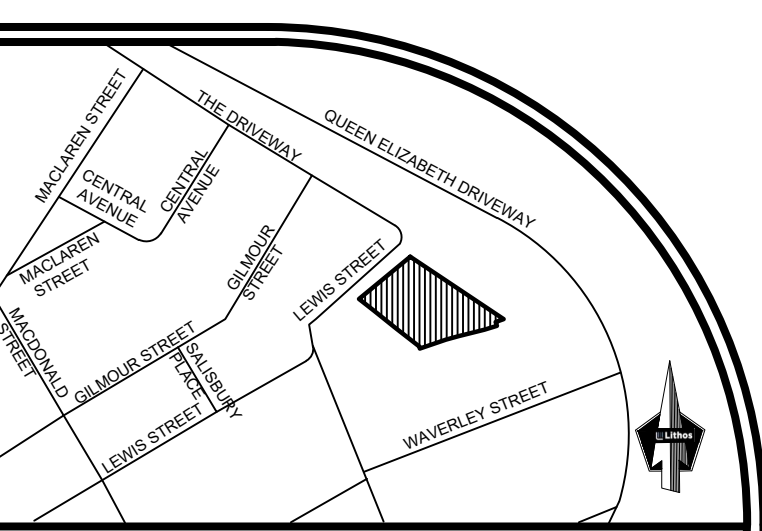 MACLAREN STREET
THE DRIVEWAY
QUEEN ELIZABETH DRIVEWAY
CENTRAL
AVENUE
CENTRAL
AVENUE
MACLAREN
STREET
GILMOUR
STREET
LEWIS STREET
MACDONALD
STREET
GILMOUR STREET
SALISBURY
PLACE
LEWIS STREET
WAVERLEY STREET
Lithos